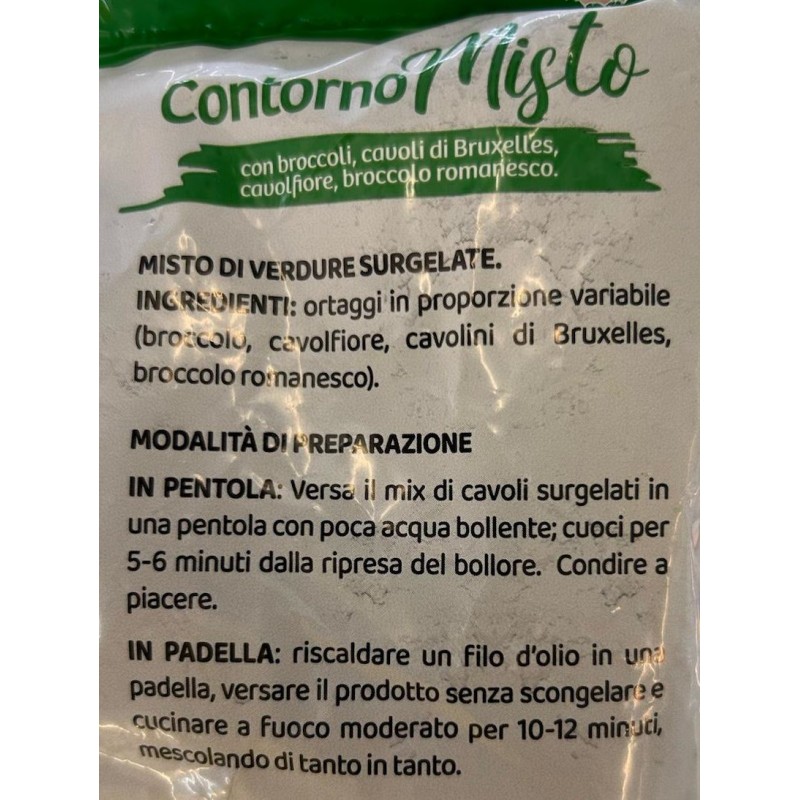 Contorno Misto
con broccoli, cavoli di Bruxelles,
cavolfiore, broccolo romanesco.
MISTO DI VERDURE SURGELATE.
INGREDIENTI: ortaggi in proporzione variabile
(broccolo, cavolfiore, cavolini di Bruxelles,
broccolo romanesco).
MODALITÀ DI PREPARAZIONE
IN PENTOLA: Versa il mix di cavoli surgelati in
una pentola con poca acqua bollente; cuoci per
5-6 minuti dalla ripresa del bollore. Condire a
piacere.
IN PADELLA: riscaldare un filo d'olio in una
padella, versare il prodotto senza scongelare e
cucinare a fuoco moderato per 10-12 minuti,
mescolando di tanto in tanto.